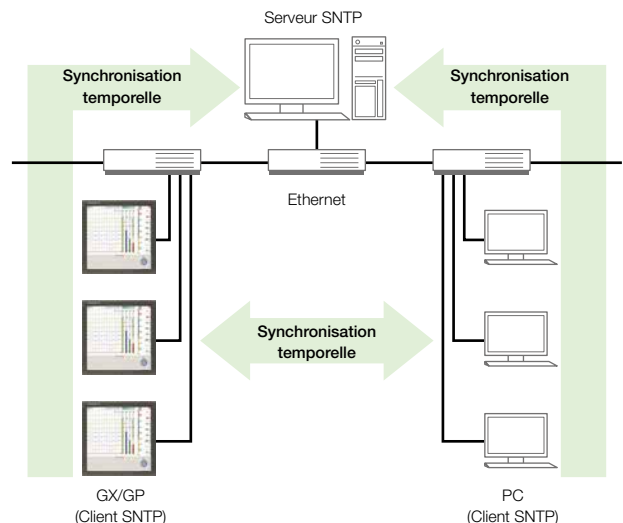 Serveur SNTP
Synchronisation
temporelle
Synchronisation
temporelle
Ethernet
Synchronisation
temporelle
GX/GP
(Client SNTP)
PC
(Client SNTP)